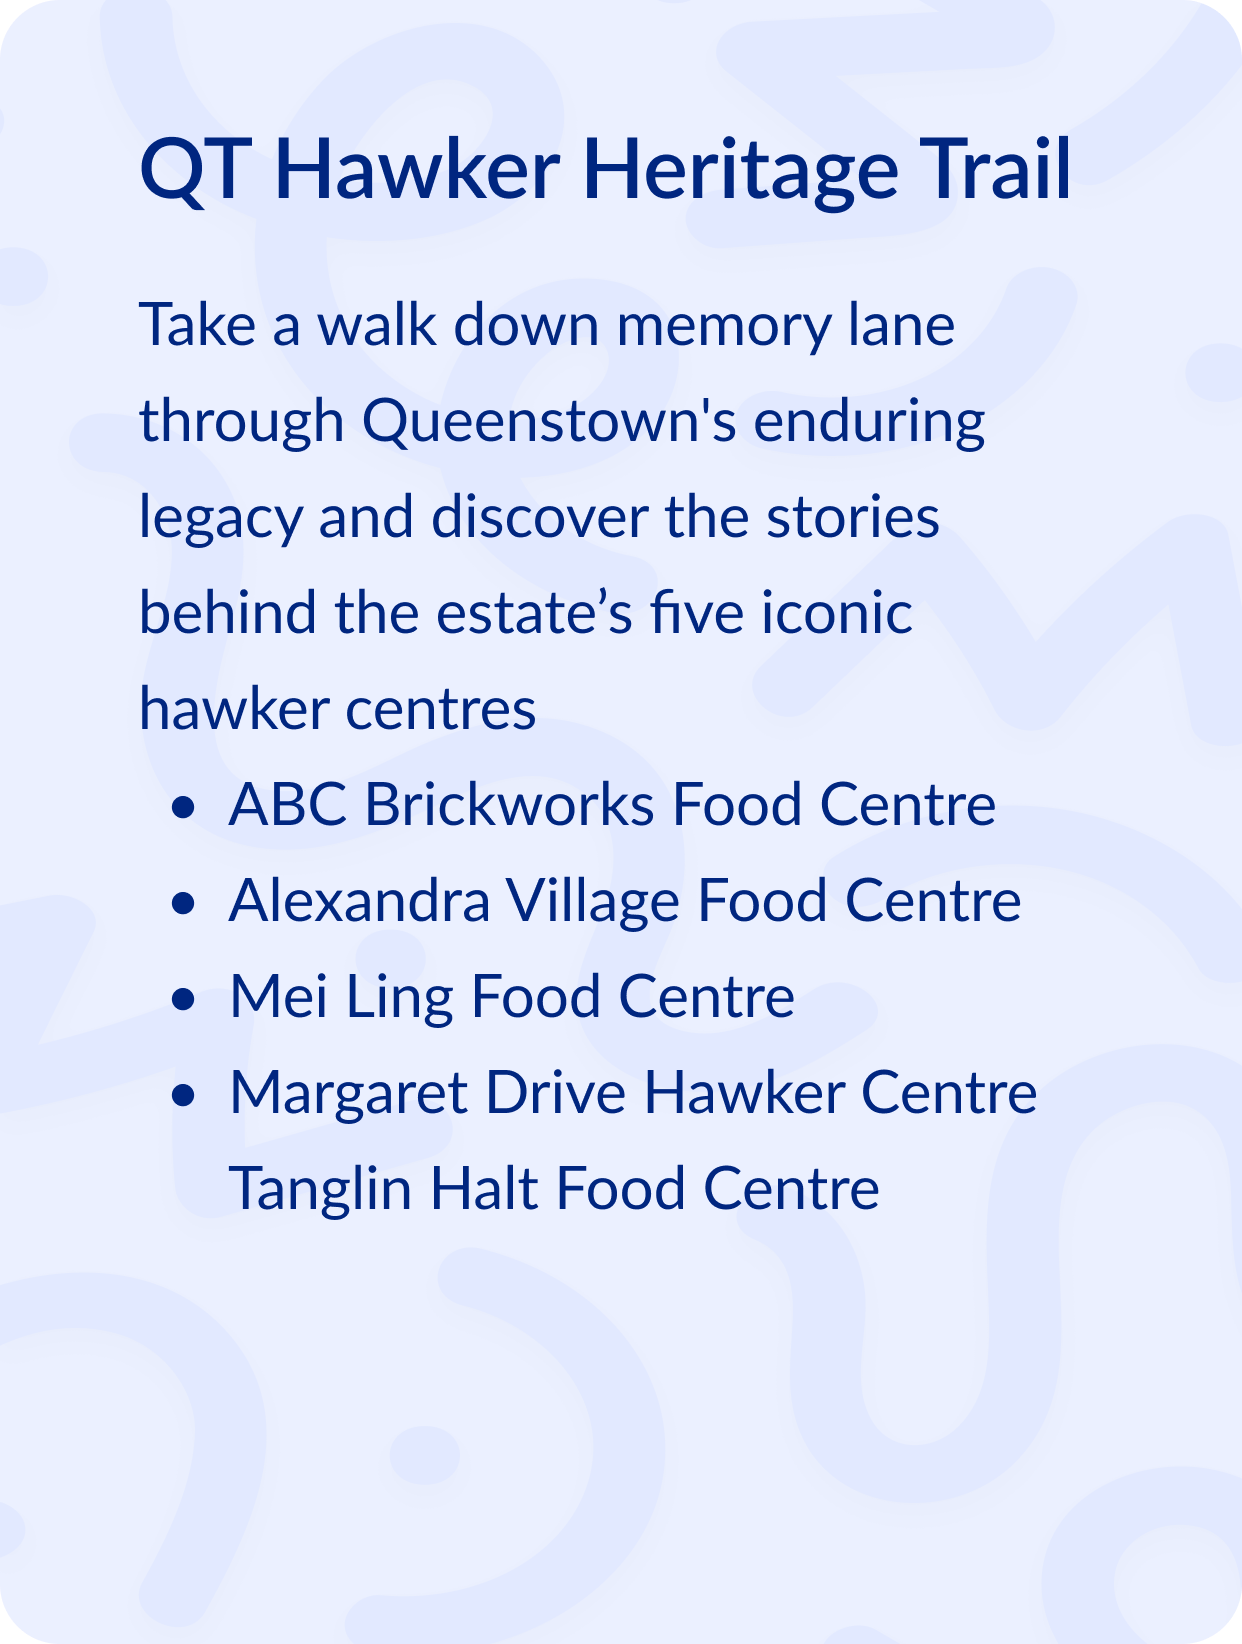 QT Hawker Heritage Trail
Take a walk down memory lane
through Queenstown's enduring
legacy and discover the stories
behind the estate’s five iconic
hawker centres
• ABC Brickworks Food Centre
• Alexandra Village Food Centre
• Mei Ling Food Centre
• Margaret Drive Hawker Centre
Tanglin Halt Food Centre